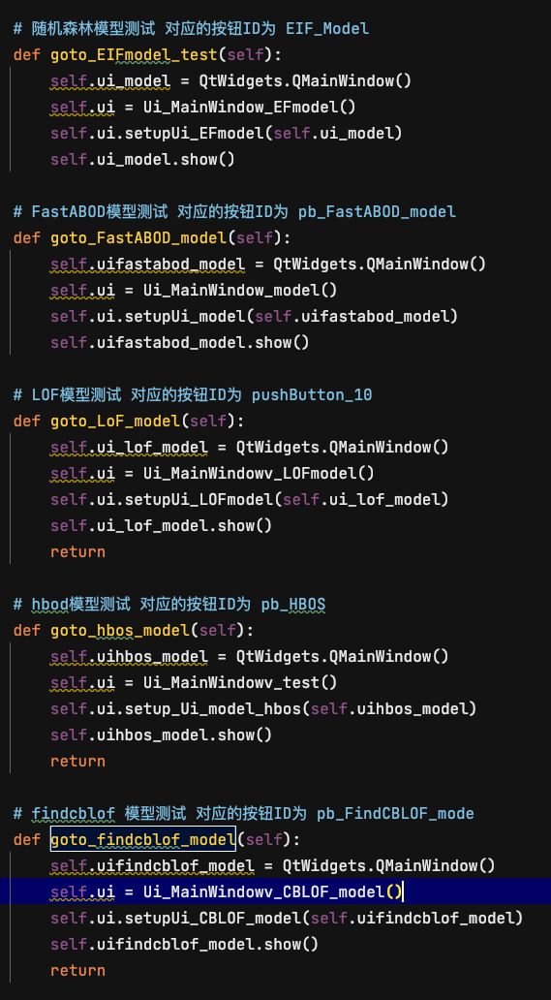 # 随机森林模型测试 对应的按钮ID为 EIF_Model
def goto_EIFmodel_test(self):
    self.ui_model = QtWidgets.QMainWindow()
    self.ui = Ui_MainWindow_EFmodel()
    self.ui.setupUi_EFmodel(self.ui_model)
    self.ui_model.show()
# FastABOD模型测试 对应的按钮ID为 pb_FastABOD_model
def goto_FastABOD_model(self):
    self.uifastabod_model = QtWidgets.QMainWindow()
    self.ui = Ui_MainWindow_model()
    self.ui.setupUi_model(self.uifastabod_model)
    self.uifastabod_model.show()
# LOF模型测试 对应的按钮ID为 pushButton_10
def goto_LoF_model(self):
    self.ui_lof_model = QtWidgets.QMainWindow()
    self.ui = Ui_MainWindowv_LOFmodel()
    self.ui.setupUi_LOFmodel(self.ui_lof_model)
    self.ui_lof_model.show()
    return
# hbod模型测试 对应的按钮ID为 pb_HBOS
def goto_hbos_model(self):
    self.uihbos_model = QtWidgets.QMainWindow()
    self.ui = Ui_MainWindowv_test()
    self.ui.setup_Ui_model_hbos(self.uihbos_model)
    self.uihbos_model.show()
    return
# findcblof 模型测试 对应的按钮ID为 pb_FindCBLOF_mode
def goto_findcblof_model(self):
    self.uifindcblof_model = QtWidgets.QMainWindow()
    self.ui = Ui_MainWindowv_CBLOF_model()
    self.ui.setupUi_CBLOF_model(self.uifindcblof_model)
    self.uifindcblof_model.show()
    return